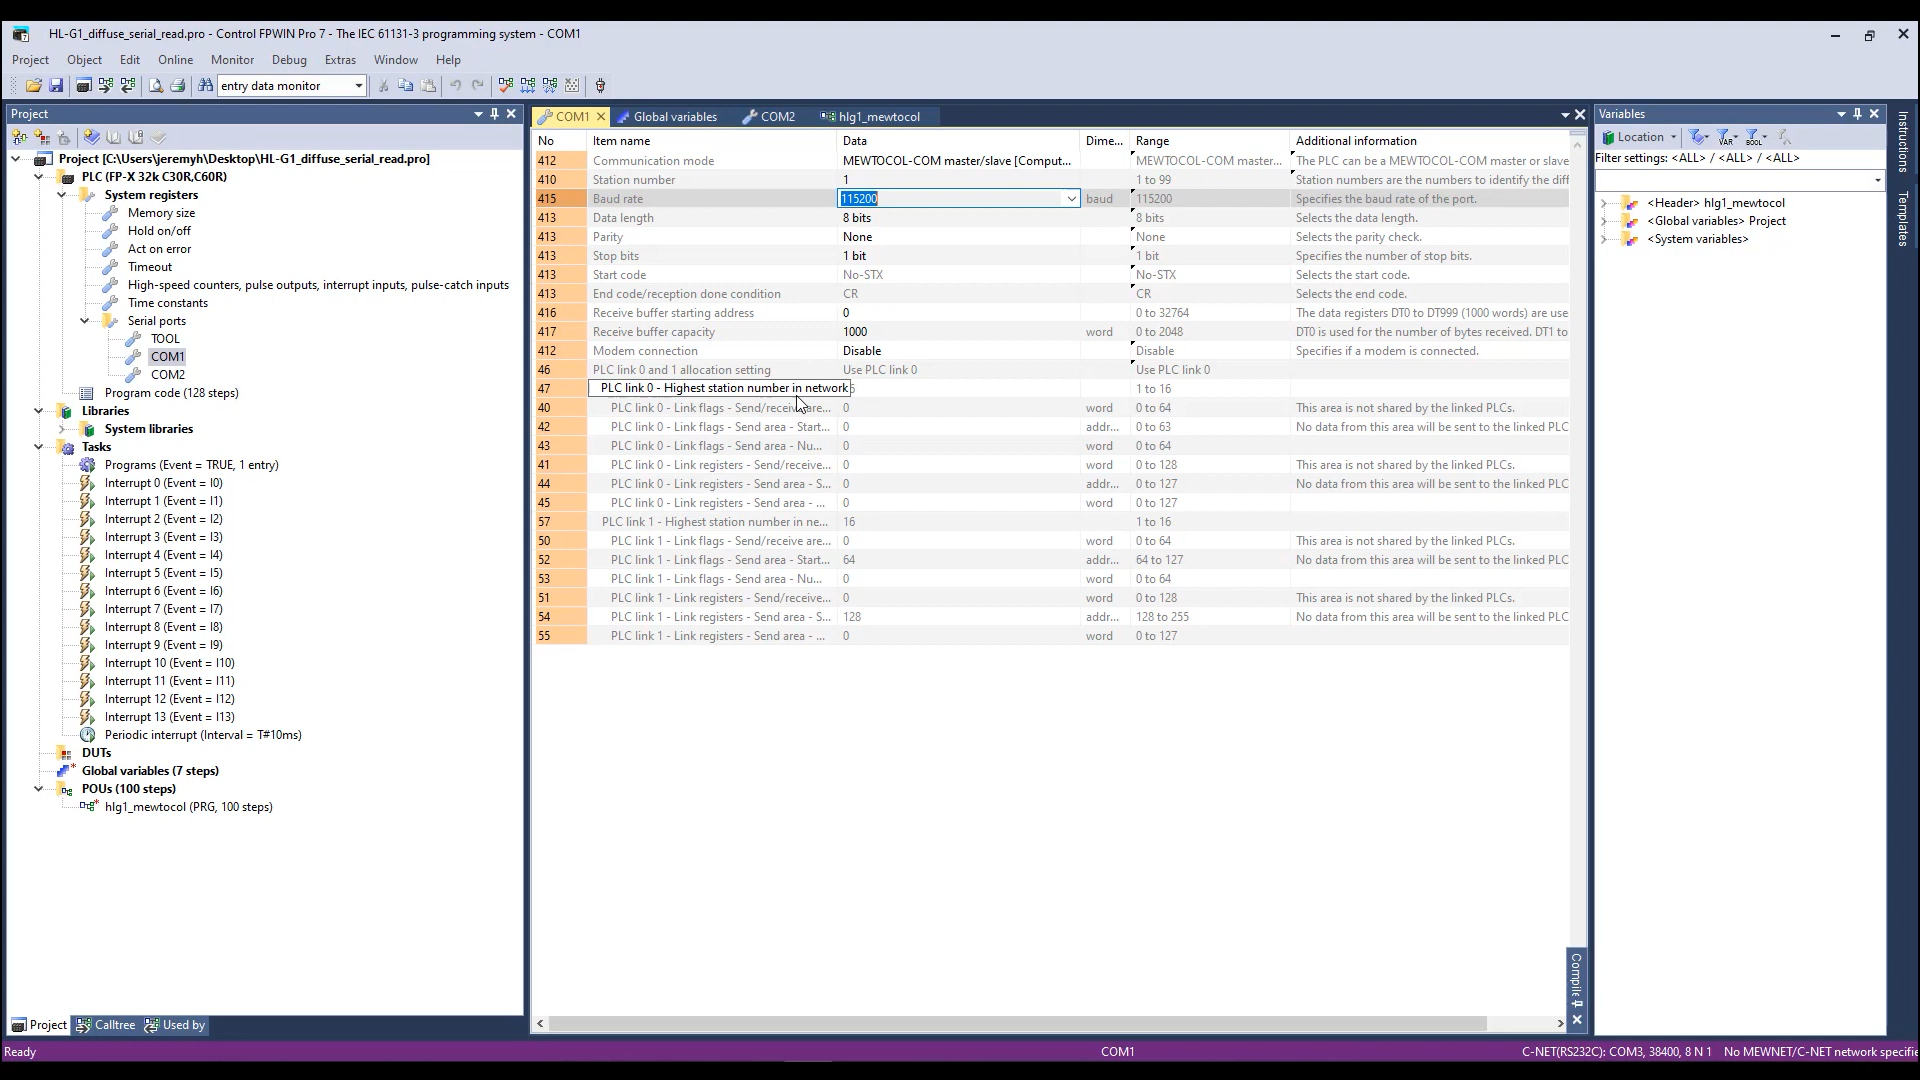 HL-G1_diffuse_serial_read.pro - Control FPWIN Pro 7 - The IEC 61131-3 programming system - COM1
Project Object Edit Online Monitor Debug Extras Window Help
entry data monitor
Project
Project [C:\Users\jeremyh\Desktop\HL-G1_diffuse_serial_read.pro]
PLC (FP-X 32k C30R,C60R)
System registers
Memory size
Hold on/off
Act on error
Timeout
High-speed counters, pulse outputs, interrupt inputs, pulse-catch inputs
Time constants
Serial ports
TOOL
COM1
COM2
Program code (128 steps)
Libraries
System libraries
Tasks
Programs (Event = TRUE, 1 entry)
Interrupt 0 (Event = I0)
Interrupt 1 (Event = I1)
Interrupt 2 (Event = I2)
Interrupt 3 (Event = I3)
Interrupt 4 (Event = I4)
Interrupt 5 (Event = I5)
Interrupt 6 (Event = I6)
Interrupt 7 (Event = I7)
Interrupt 8 (Event = I8)
Interrupt 9 (Event = I9)
Interrupt 10 (Event = I10)
Interrupt 11 (Event = I11)
Interrupt 12 (Event = I12)
Interrupt 13 (Event = I13)
Periodic interrupt (Interval = T#10ms)
DUTs
Global variables (7 steps)
POUs (100 steps)
hlg1_mewtocol (PRG, 100 steps)
Project Calltree Used by
COM1 Global variables COM2 hlg1_mewtocol
No Item name Data Dime... Range Additional information
412 Communication mode MEWTOCOL-COM master/slave [Comput... MEWTOCOL-COM master... The PLC can be a MEWTOCOL-COM master or slave
410 Station number 1 1 to 99 Station numbers are the numbers to identify the diff
415 Baud rate 115200 baud 115200 Specifies the baud rate of the port.
413 Data length 8 bits 8 bits Selects the data length.
413 Parity None None Selects the parity check.
413 Stop bits 1 bit 1 bit Specifies the number of stop bits.
413 Start code No-STX No-STX Selects the start code.
413 End code/reception done condition CR CR Selects the end code.
416 Receive buffer starting address 0 0 to 32764 The data registers DT0 to DT999 (1000 words) are use
417 Receive buffer capacity 1000 word 0 to 2048 DT0 is used for the number of bytes received. DT1 to
412 Modem connection Disable Disable Specifies if a modem is connected.
46 PLC link 0 and 1 allocation setting Use PLC link 0 Use PLC link 0
47 PLC link 0 - Highest station number in network 6 1 to 16
40 PLC link 0 - Link flags - Send/receive are... 0 word 0 to 64 This area is not shared by the linked PLCs.
42 PLC link 0 - Link flags - Send area - Start... 0 addr... 0 to 63 No data from this area will be sent to the linked PLC
43 PLC link 0 - Link flags - Send area - Nu... 0 word 0 to 64
41 PLC link 0 - Link registers - Send/receive... 0 word 0 to 128 This area is not shared by the linked PLCs.
44 PLC link 0 - Link registers - Send area - S... 0 addr... 0 to 127 No data from this area will be sent to the linked PLC
45 PLC link 0 - Link registers - Send area - ... 0 word 0 to 127
57 PLC link 1 - Highest station number in ne... 16 1 to 16
50 PLC link 1 - Link flags - Send/receive are... 0 word 0 to 64 This area is not shared by the linked PLCs.
52 PLC link 1 - Link flags - Send area - Start... 64 addr... 64 to 127 No data from this area will be sent to the linked PLC
53 PLC link 1 - Link flags - Send area - Nu... 0 word 0 to 64
51 PLC link 1 - Link registers - Send/receive... 0 word 0 to 128 This area is not shared by the linked PLCs.
54 PLC link 1 - Link registers - Send area - S... 128 addr... 128 to 255 No data from this area will be sent to the linked PLC
55 PLC link 1 - Link registers - Send area - ... 0 word 0 to 127
Compile
Variables
Location
VAR
BOOL
Filter settings: <ALL> / <ALL> / <ALL>
<Header> hlg1_mewtocol
<Global variables> Project
<System variables>
Instructions
Templates
Ready COM1 C-NET(RS232C): COM3, 38400, 8 N 1 No MEWNET/C-NET network specifie